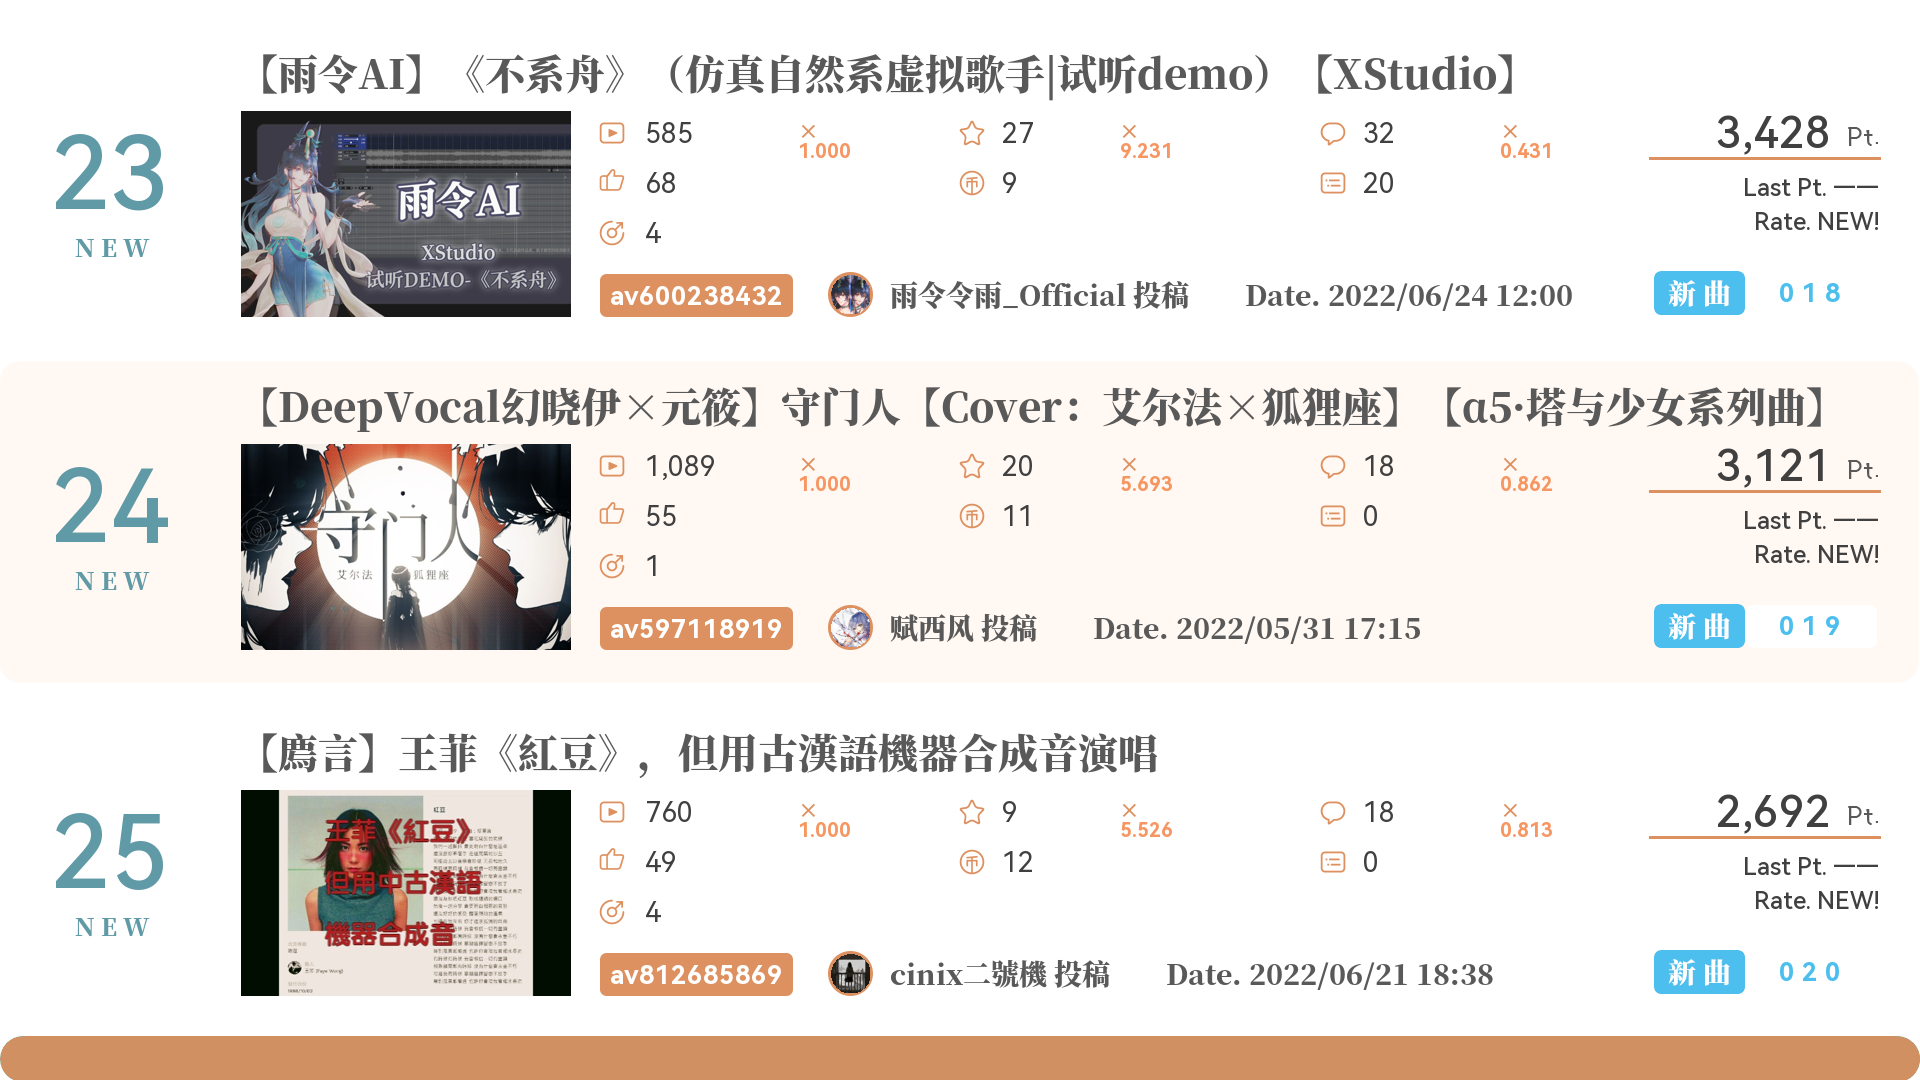 【雨令AI】《不系舟》（仿真自然系虚拟歌手|试听demo）【XStudio】
23
NEW
雨令AI
XStudio
试听DEMO-《不系舟》
585
×
1.000
27
×
9.231
32
×
0.431
3,428 Pt.
68
9
20
Last Pt. ——
4
Rate. NEW!
av600238432
雨令令雨_Official 投稿
Date. 2022/06/24 12:00
新曲
018
【DeepVocal幻晓伊×元筱】守门人【Cover：艾尔法×狐狸座】【α5·塔与少女系列曲】
24
NEW
守门人
艾尔法 狐狸座
1,089
×
1.000
20
×
5.693
18
×
0.862
3,121 Pt.
55
11
0
Last Pt. ——
1
Rate. NEW!
av597118919
赋西风 投稿
Date. 2022/05/31 17:15
新曲
019
【廌言】王菲《紅豆》，但用古漢語機器合成音演唱
25
NEW
紅豆
王菲《紅豆》
但用中古漢語
機器合成音
760
×
1.000
9
×
5.526
18
×
0.813
2,692 Pt.
49
12
0
Last Pt. ——
4
Rate. NEW!
av812685869
cinix二號機 投稿
Date. 2022/06/21 18:38
新曲
020